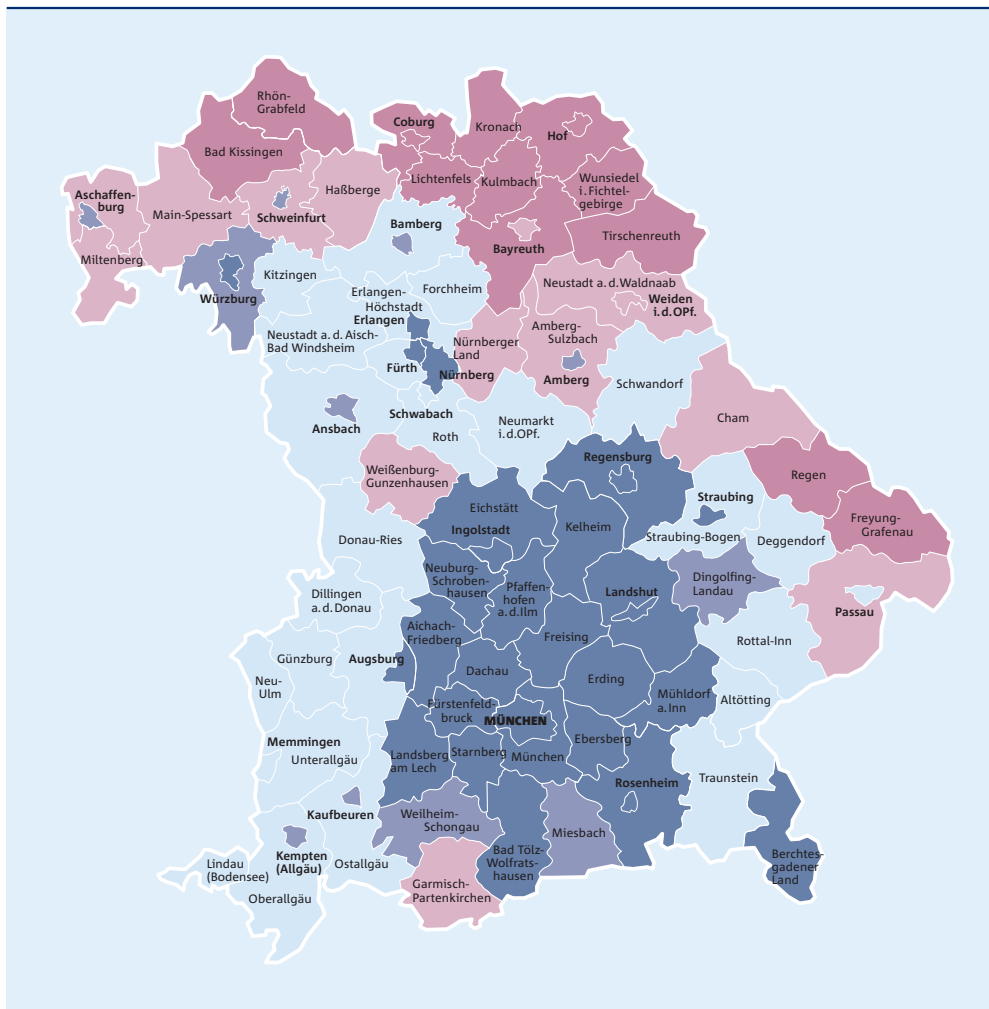 Rhön-
Grabfeld
Coburg
Kronach
Hof
Bad Kissingen
Lichtenfels
Kulmbach
Wunsiedel
i. Fichtel-
gebirge
Aschaffen-
burg
Main-Spessart
Schweinfurt
Haßberge
Bamberg
Bayreuth
Tirschenreuth
Miltenberg
Würzburg
Kitzingen
Erlangen-
Höchstadt
Erlangen
Forchheim
Neustadt a. d. Waldnaab
Weiden
i. d. OPf.
Neustadt a. d. Aisch-
Bad Windsheim
Fürth
Nürnberg
Nürnberger
Land
Amberg-
Sulzbach
Amberg
Schwandorf
Ansbach
Schwabach
Roth
Neumarkt
i. d. OPf.
Cham
Weißenburg-
Gunzenhausen
Regensburg
Regen
Eichstätt
Ingolstadt
Kelheim
Straubing
Straubing-Bogen
Deggendorf
Freyung-
Grafenau
Donau-Ries
Neuburg-
Schroben-
hausen
Pfaffen-
hofen
a. d. Ilm
Landshut
Dingolfing-
Landau
Passau
Dillingen
a. d. Donau
Aichach-
Friedberg
Freising
Rottal-Inn
Günzburg
Augsburg
Dachau
Erding
Neu-
Ulm
Fürstenfeld-
bruck
MÜNCHEN
Mühldorf
a. Inn
Altötting
Memmingen
Unterallgäu
Landsberg
am Lech
Starnberg
München
Ebersberg
Rosenheim
Traunstein
Kaufbeuren
Weilheim-
Schongau
Miesbach
Bad Tölz-
Wolfrats-
hausen
Berchtes-
gadener
Land
Lindau
(Bodensee)
Kempten
(Allgäu)
Ostallgäu
Oberallgäu
Garmisch-
Partenkirchen